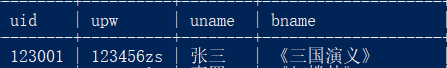 uid | upw | uname | bname
123001 | 123456zs | 张三 | 《三国演义》